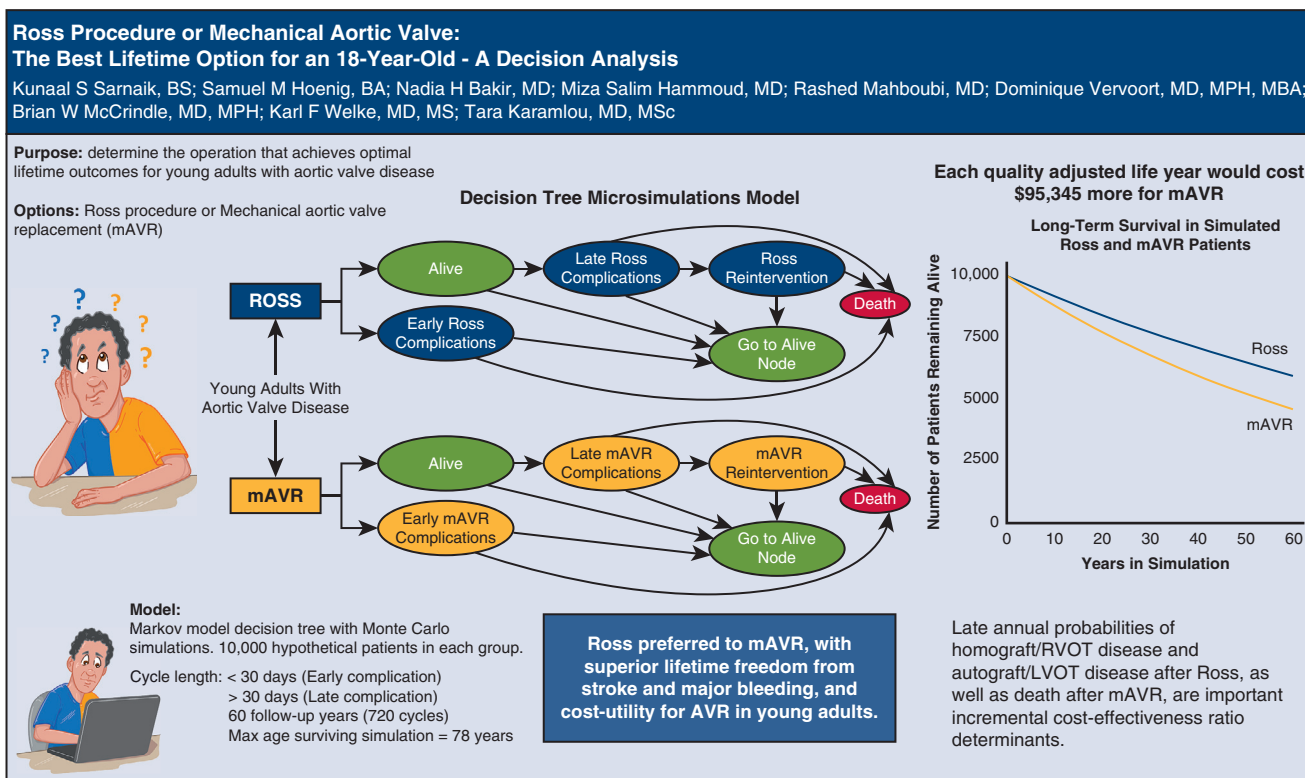 Ross Procedure or Mechanical Aortic Valve:
The Best Lifetime Option for an 18-Year-Old - A Decision Analysis
Kunaal S Sarnaik, BS; Samuel M Hoenig, BA; Nadia H Bakir, MD; Miza Salim Hammoud, MD; Rashed Mahboubi, MD; Dominique Vervoort, MD, MPH, MBA;
Brian W McCrindle, MD, MPH; Karl F Welke, MD, MS; Tara Karamlou, MD, MSc
Purpose: determine the operation that achieves optimal
lifetime outcomes for young adults with aortic valve disease
Options: Ross procedure or Mechanical aortic valve
replacement (mAVR)
? ? ? ? ? ?
Decision Tree Microsimulations Model
ROSS
Alive
Late Ross
Complications
Ross
Reintervention
Death
Early Ross
Complications
Go to Alive
Node
Young Adults With
Aortic Valve Disease
mAVR
Alive
Late mAVR
Complications
mAVR
Reintervention
Death
Early mAVR
Complications
Go to Alive
Node
Each quality adjusted life year would cost
$95,345 more for mAVR
Long-Term Survival in Simulated
Ross and mAVR Patients
Number of Patients Remaining Alive
10,000
7500
5000
2500
0
Ross
mAVR
0 10 20 30 40 50 60
Years in Simulation
Model:
Markov model decision tree with Monte Carlo
simulations. 10,000 hypothetical patients in each group.
Cycle length: < 30 days (Early complication)
> 30 days (Late complication)
60 follow-up years (720 cycles)
Max age surviving simulation = 78 years
Ross preferred to mAVR, with
superior lifetime freedom from
stroke and major bleeding, and
cost-utility for AVR in young adults.
Late annual probabilities of
homograft/RVOT disease and
autograft/LVOT disease after Ross, as
well as death after mAVR, are important
incremental cost-effectiveness ratio
determinants.